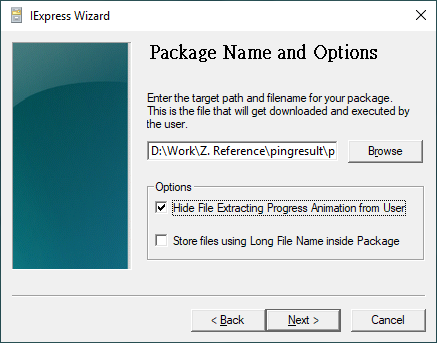 IExpress Wizard
Package Name and Options
Enter the target path and filename for your package.
This is the file that will get downloaded and executed by
the user.
D:\Work\Z. Reference\pingresult\p
Browse
Options
Hide File Extracting Progress Animation from User
Store files using Long File Name inside Package
< Back
Next >
Cancel